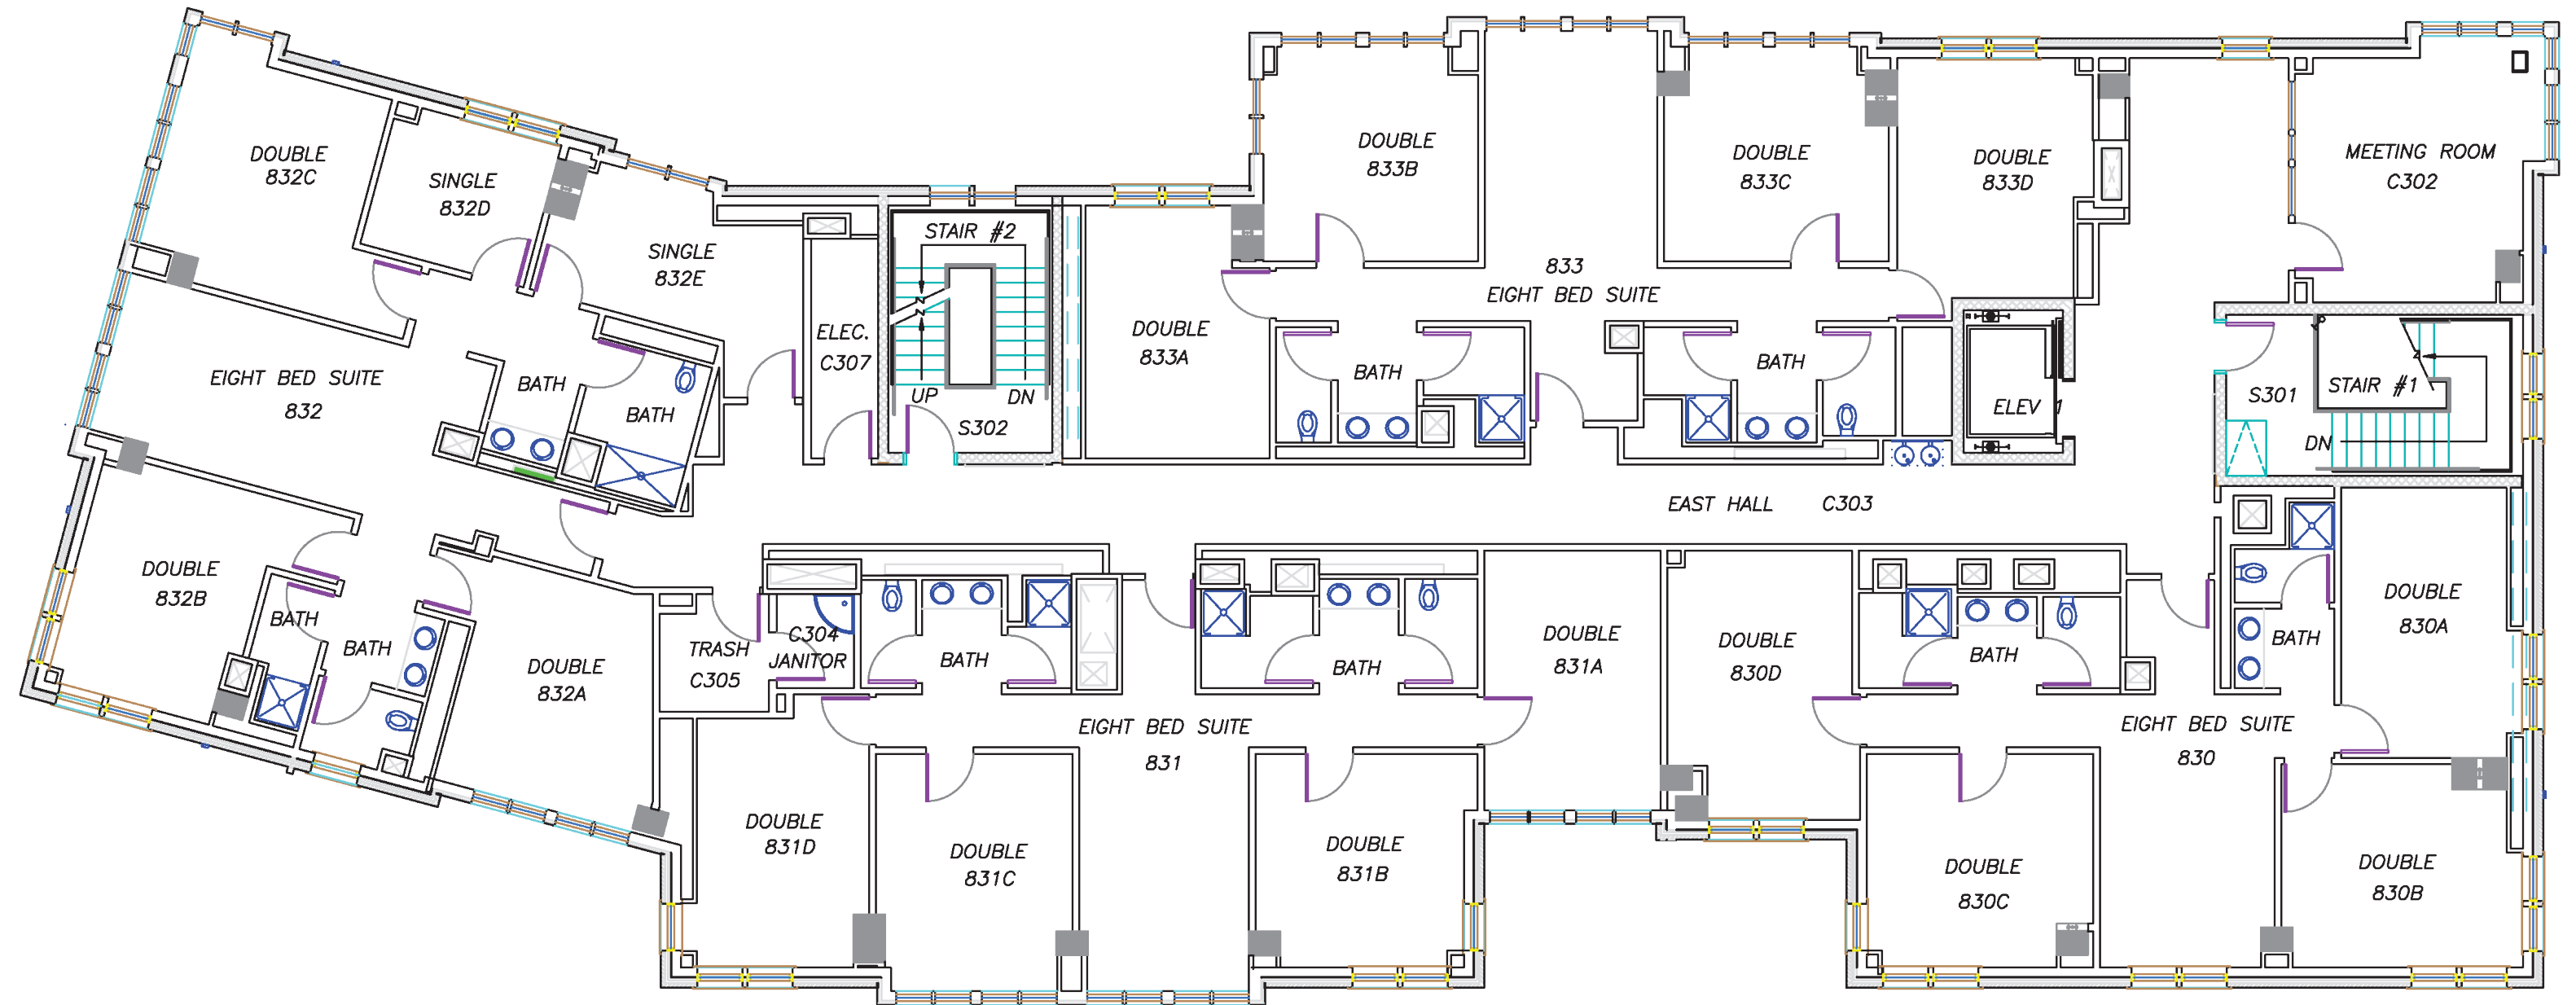 DOUBLE
832C
SINGLE
832D
SINGLE
832E
EIGHT BED SUITE
832
BATH
BATH
DOUBLE
832B
BATH
BATH
DOUBLE
832A
ELEC.
C307
STAIR #2
UP
DN
S302
DOUBLE
833A
DOUBLE
833B
833
EIGHT BED SUITE
DOUBLE
833C
DOUBLE
833D
BATH
BATH
ELEV 1
MEETING ROOM
C302
S301
STAIR #1
DN
EAST HALL C303
TRASH
C305
C304
JANITOR
BATH
BATH
EIGHT BED SUITE
831
DOUBLE
831D
DOUBLE
831C
DOUBLE
831B
DOUBLE
831A
DOUBLE
830D
BATH
BATH
EIGHT BED SUITE
830
DOUBLE
830A
DOUBLE
830C
DOUBLE
830B